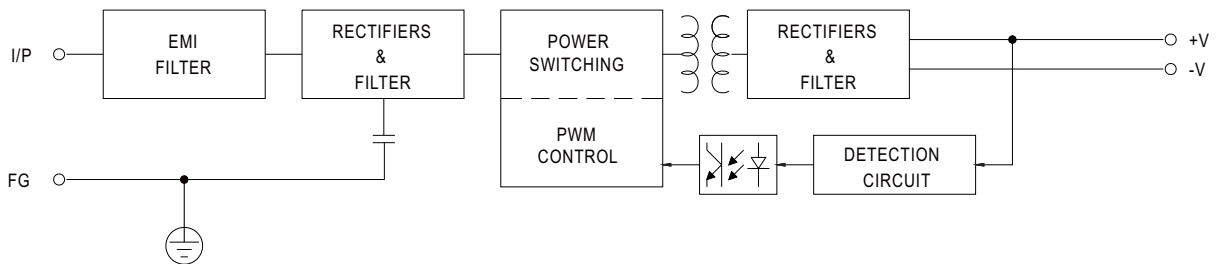 I/P
EMI
FILTER
RECTIFIERS
&
FILTER
POWER
SWITCHING
PWM
CONTROL
RECTIFIERS
&
FILTER
+V
-V
DETECTION
CIRCUIT
FG